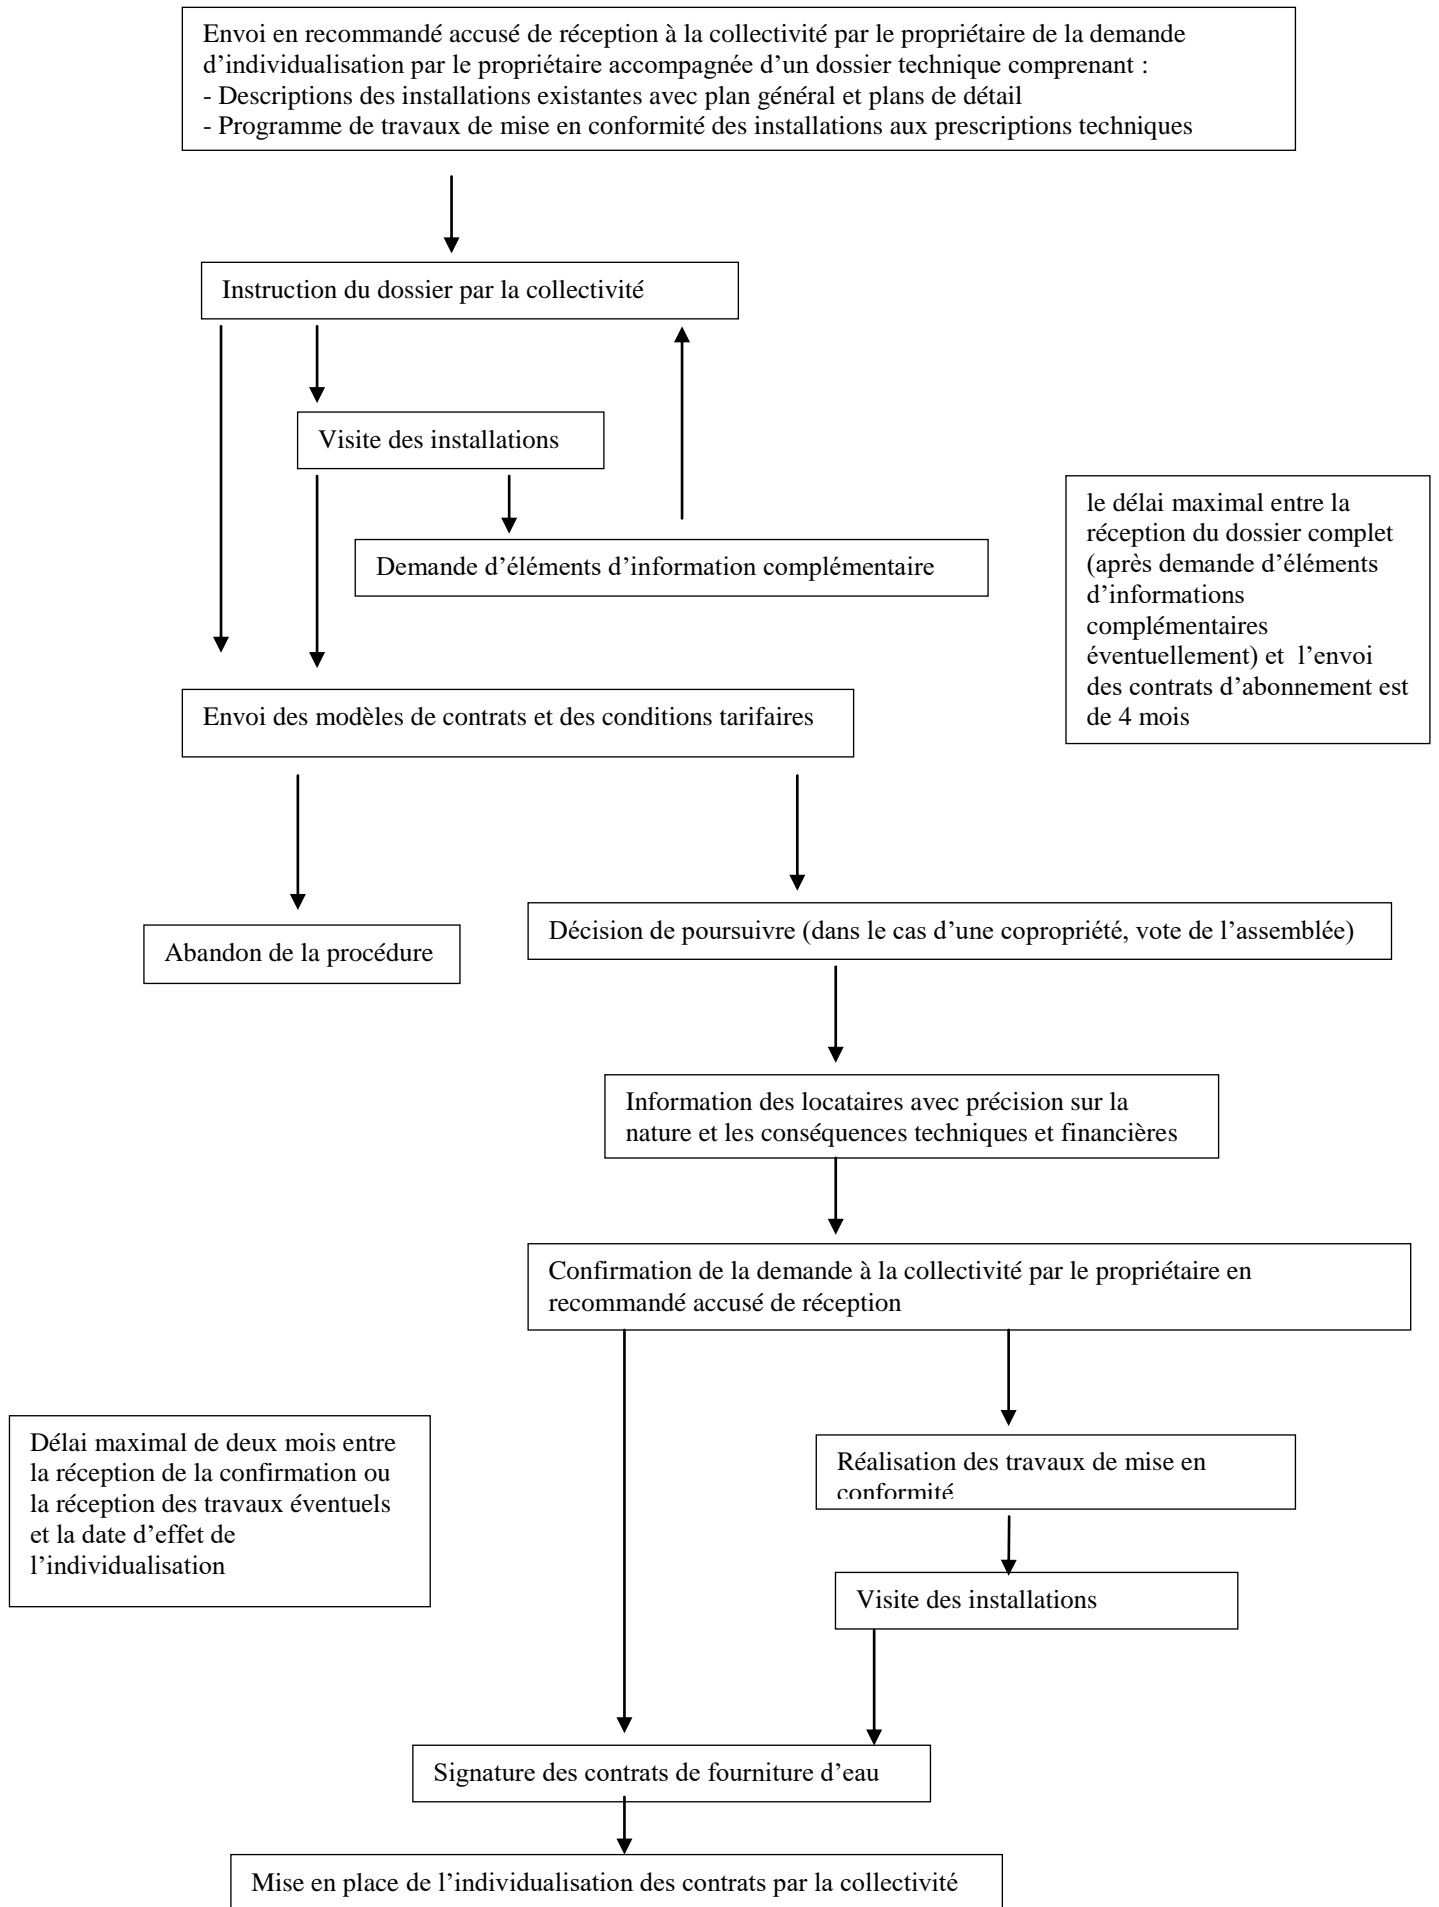 Envoi en recommandé accusé de réception à la collectivité par le propriétaire de la demande
d’individualisation par le propriétaire accompagnée d’un dossier technique comprenant :
- Descriptions des installations existantes avec plan général et plans de détail
- Programme de travaux de mise en conformité des installations aux prescriptions techniques
Instruction du dossier par la collectivité
Visite des installations
Demande d’éléments d’information complémentaire
le délai maximal entre la
réception du dossier complet
(après demande d’éléments
d’informations
complémentaires
éventuellement) et l’envoi
des contrats d’abonnement est
de 4 mois
Envoi des modèles de contrats et des conditions tarifaires
Abandon de la procédure
Décision de poursuivre (dans le cas d’une copropriété, vote de l’assemblée)
Information des locataires avec précision sur la
nature et les conséquences techniques et financières
Confirmation de la demande à la collectivité par le propriétaire en
recommandé accusé de réception
Délai maximal de deux mois entre
la réception de la confirmation ou
la réception des travaux éventuels
et la date d’effet de
l’individualisation
Réalisation des travaux de mise en
conformité
Visite des installations
Signature des contrats de fourniture d’eau
Mise en place de l’individualisation des contrats par la collectivité